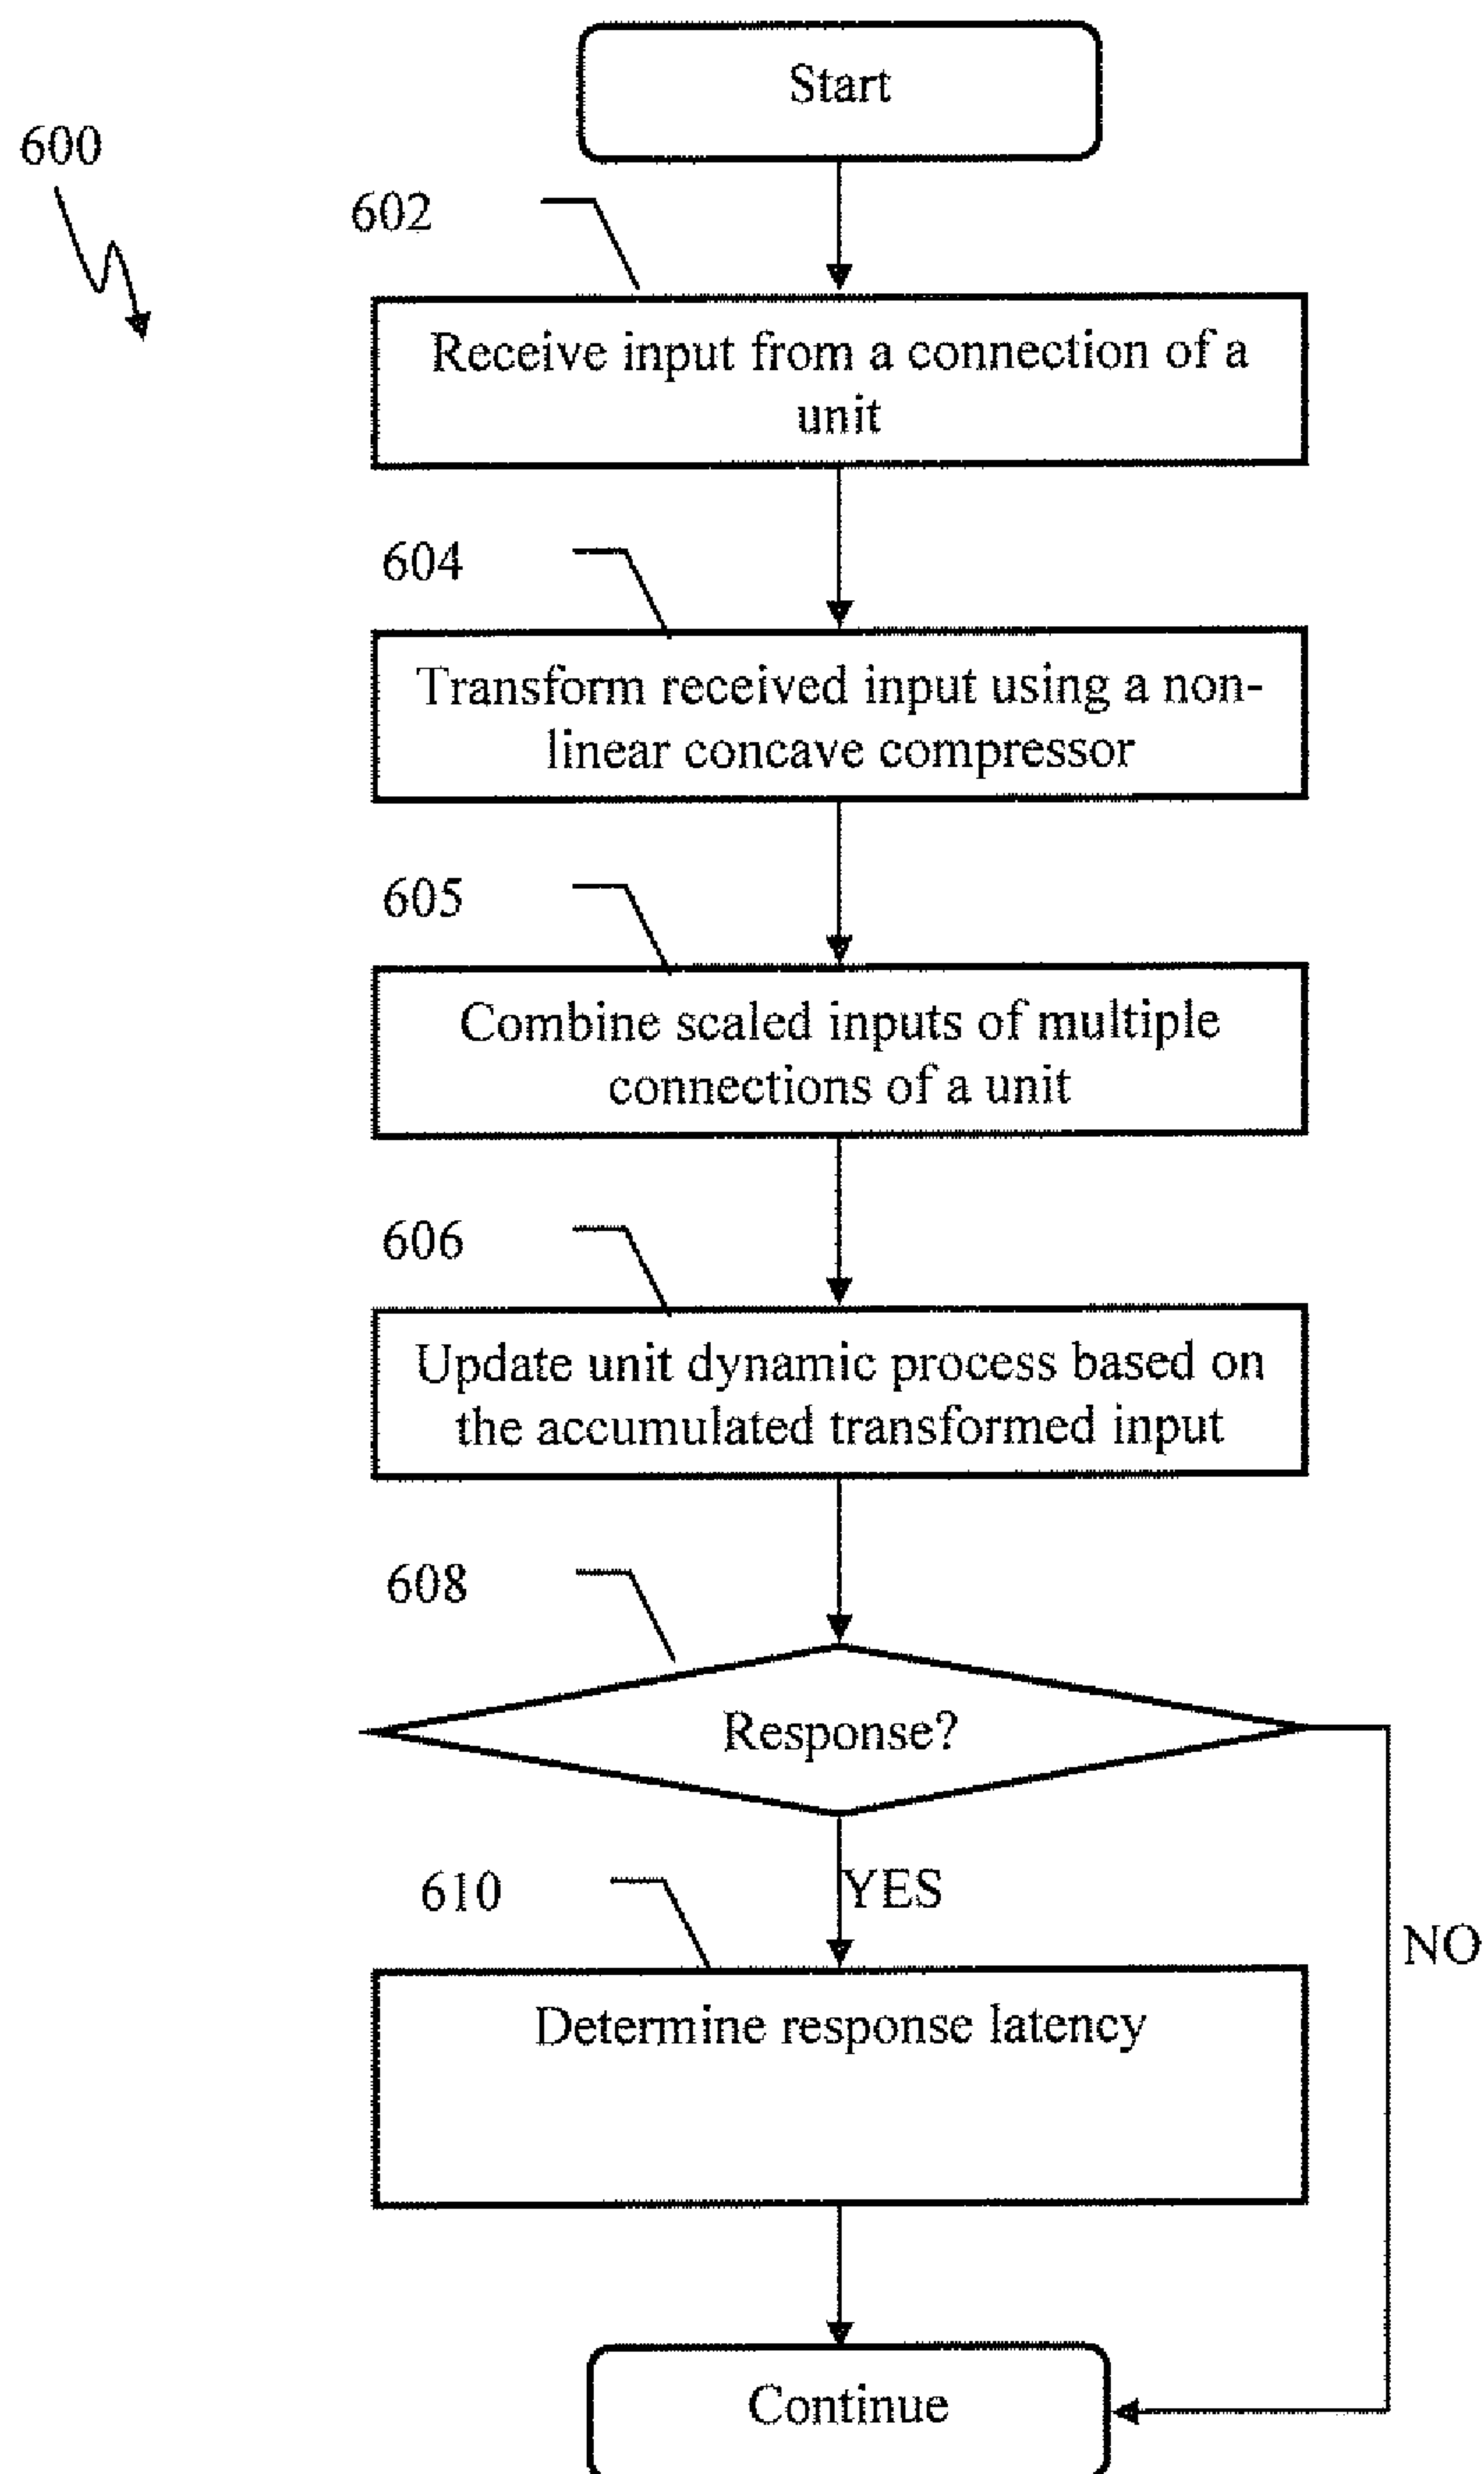 Start
600
602
Receive input from a connection of a
unit
604
Transform received input using a non-
linear concave compressor
605
Combine scaled inputs of multiple
connections of a unit
606
Update unit dynamic process based on
the accumulated transformed input
608
Response?
YES
610
NO
Determine response latency
Continue